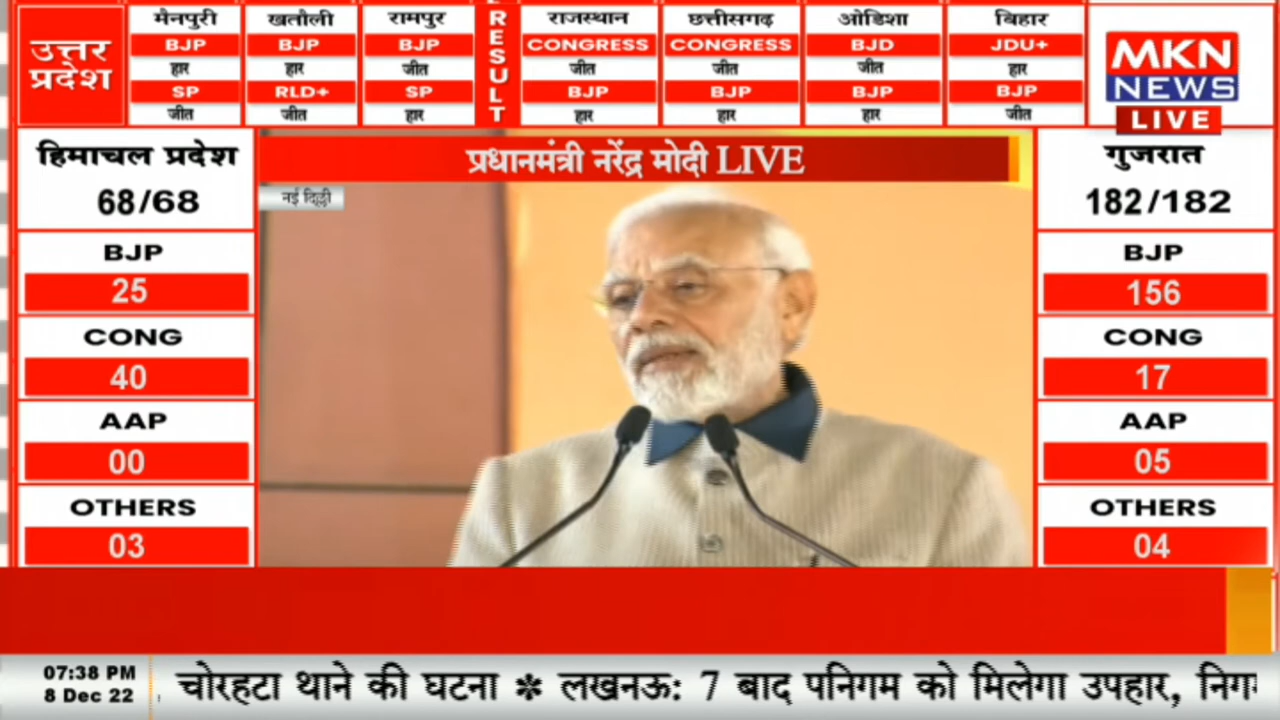 उत्तर
प्रदेश
मैनपुरी
BJP
हार
SP
जीत
खतौली
BJP
हार
RLD+
जीत
रामपुर
BJP
जीत
SP
हार
RESULT
राजस्थान
CONGRESS
जीत
BJP
हार
छत्तीसगढ़
CONGRESS
जीत
BJP
हार
ओडिशा
BJD
जीत
BJP
हार
बिहार
JDU+
हार
BJP
जीत
MKN
NEWS
LIVE
हिमाचल प्रदेश
68/68
BJP
25
CONG
40
AAP
00
OTHERS
03
प्रधानमंत्री नरेंद्र मोदी LIVE
नई दिल्ली
गुजरात
182/182
BJP
156
CONG
17
AAP
05
OTHERS
04
07:38 PM
8 Dec 22
चोरहटा थाने की घटना * लखनऊ: 7 बाद पनिगम को मिलेगा उपहार,